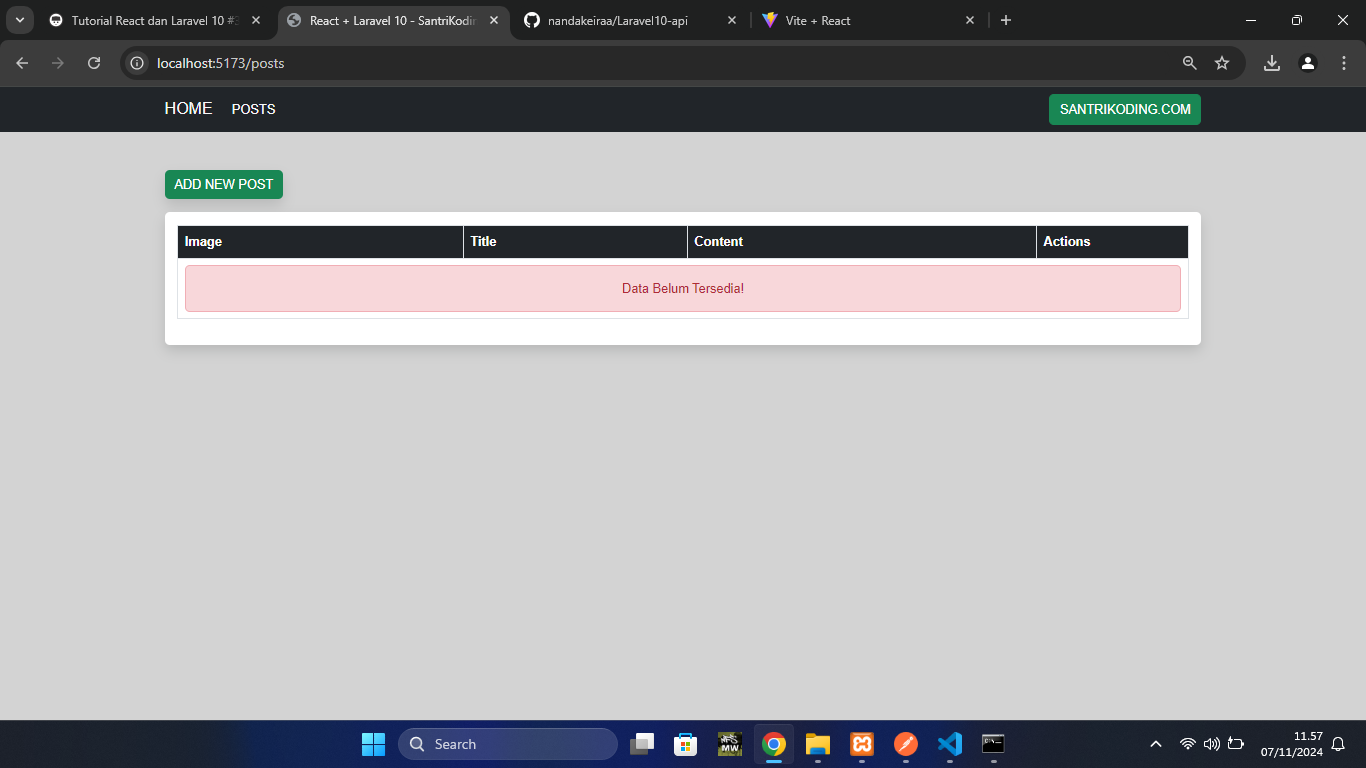 Tutorial React dan Laravel 10 #3
React + Laravel 10 - SantriKodin
nandakeiraa/Laravel10-api
Vite + React
localhost:5173/posts
HOME
POSTS
SANTRIKODING.COM
ADD NEW POST
Image
Title
Content
Actions
Data Belum Tersedia!
Search
MW
11.57
07/11/2024